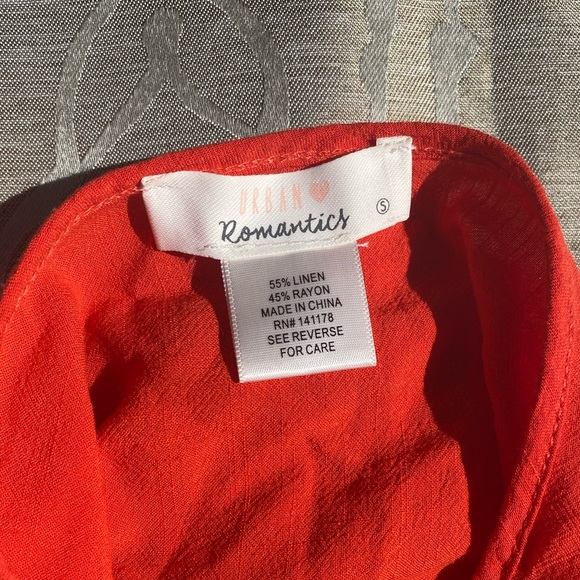 URBAN
Romantics
S
55% LINEN
45% RAYON
MADE IN CHINA
RN# 141178
SEE REVERSE
FOR CARE